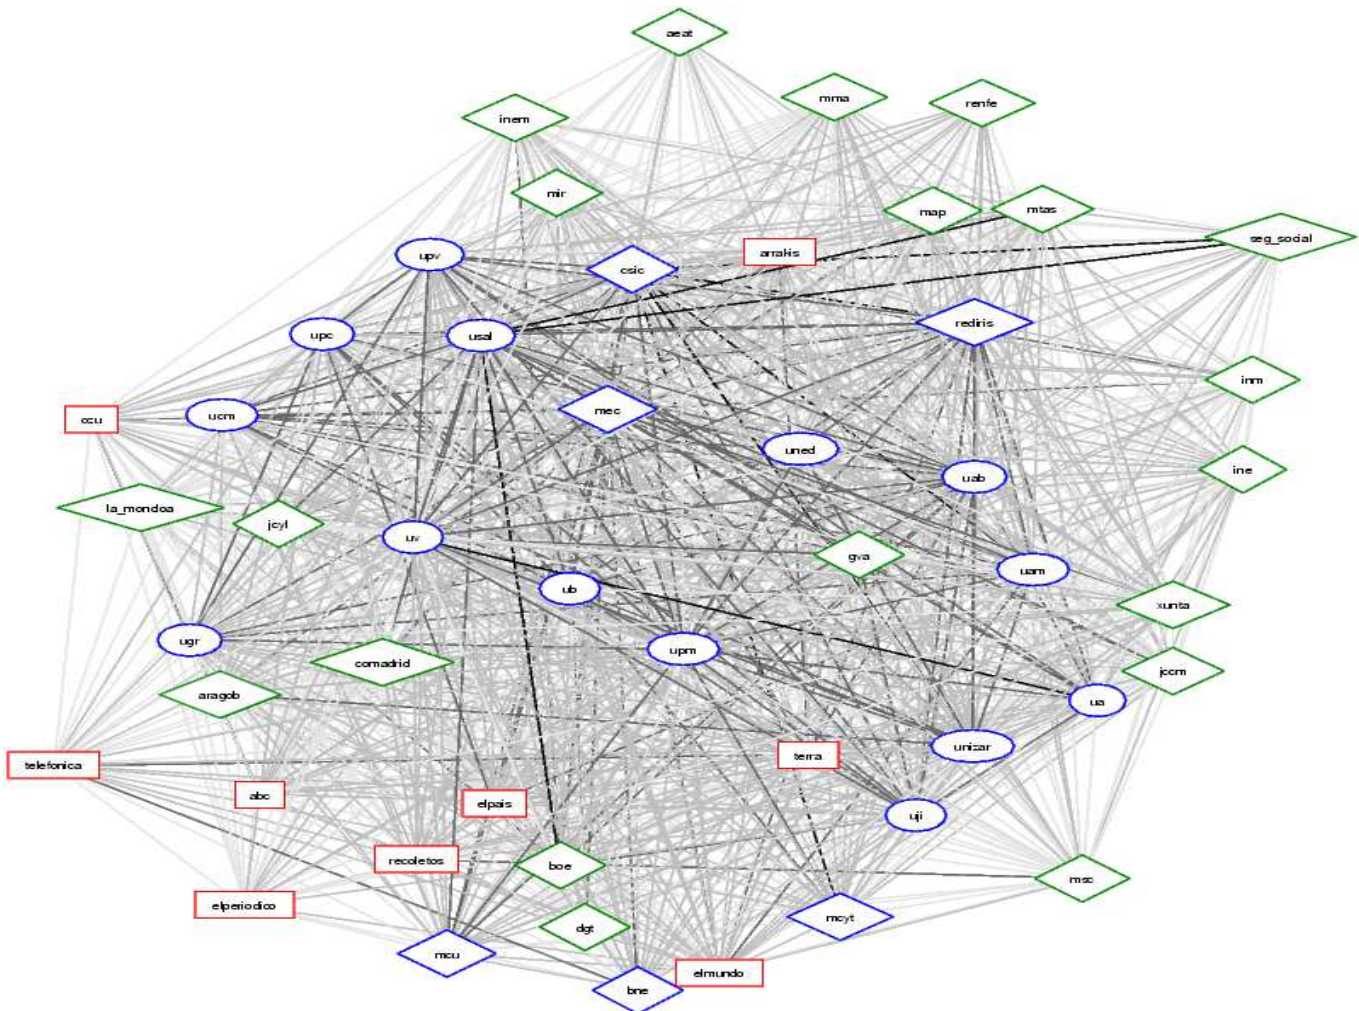 aeat
mma
renfe
inem
mir
map
mtas
seg_social
upv
csic
arrakis
rediris
upc
usal
inm
ocu
ucm
mec
uned
uab
ine
la_moncloa
jcyl
uv
gva
uam
ub
xunta
ugr
comadrid
upm
jccm
aragob
ua
unizar
telefonica
terra
abc
elpais
uji
recoletos
boe
msc
elperiodico
mcyt
dgt
mcu
elmundo
bne